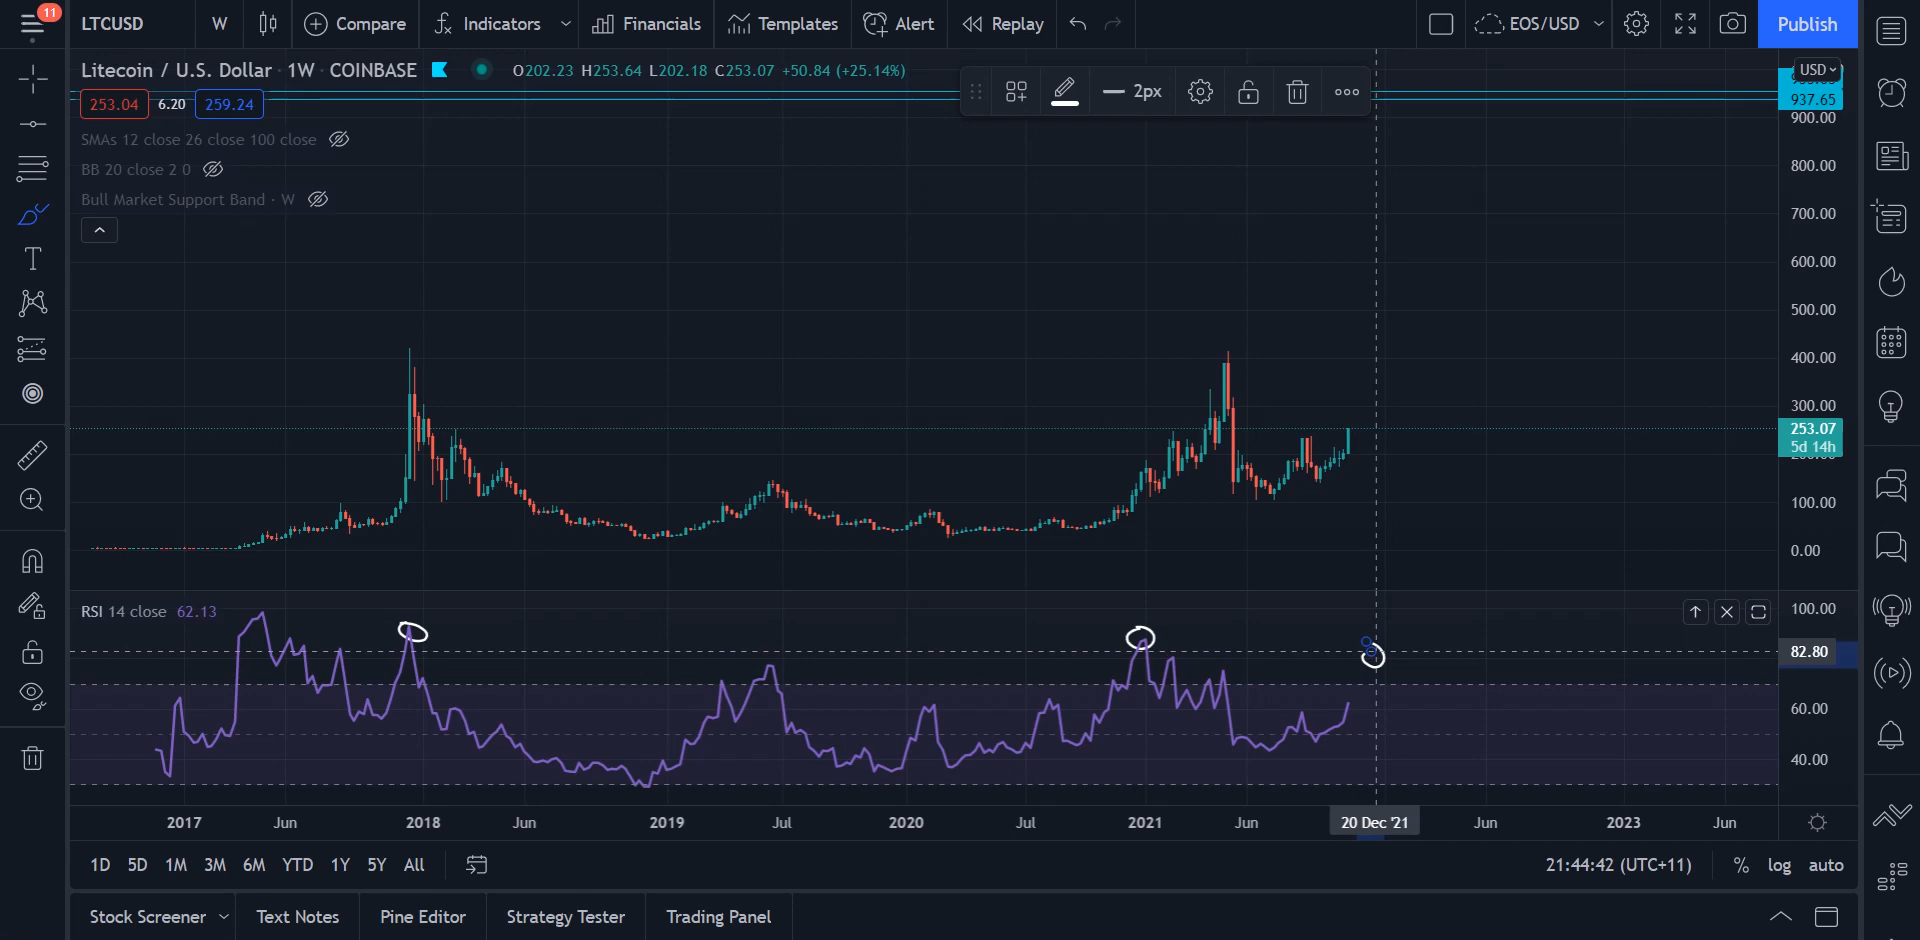 11
LTCUSD W Compare Indicators Financials Templates Alert Replay EOS/USD Publish
Litecoin / U.S. Dollar · 1W · COINBASE O202.23 H253.64 L202.18 C253.07 +50.84 (+25.14%)
USD
253.04 6.20 259.24 2px
937.65
900.00
SMAs 12 close 26 close 100 close
BB 20 close 2 0
800.00
Bull Market Support Band · W
700.00
600.00
500.00
400.00
300.00
253.07
5d 14h
200.00
100.00
0.00
RSI 14 close 62.13
100.00
82.80
60.00
40.00
2017 Jun 2018 Jun 2019 Jul 2020 Jul 2021 Jun 20 Dec '21 Jun 2023 Jun
1D 5D 1M 3M 6M YTD 1Y 5Y All 21:44:42 (UTC+11) % log auto
Stock Screener Text Notes Pine Editor Strategy Tester Trading Panel